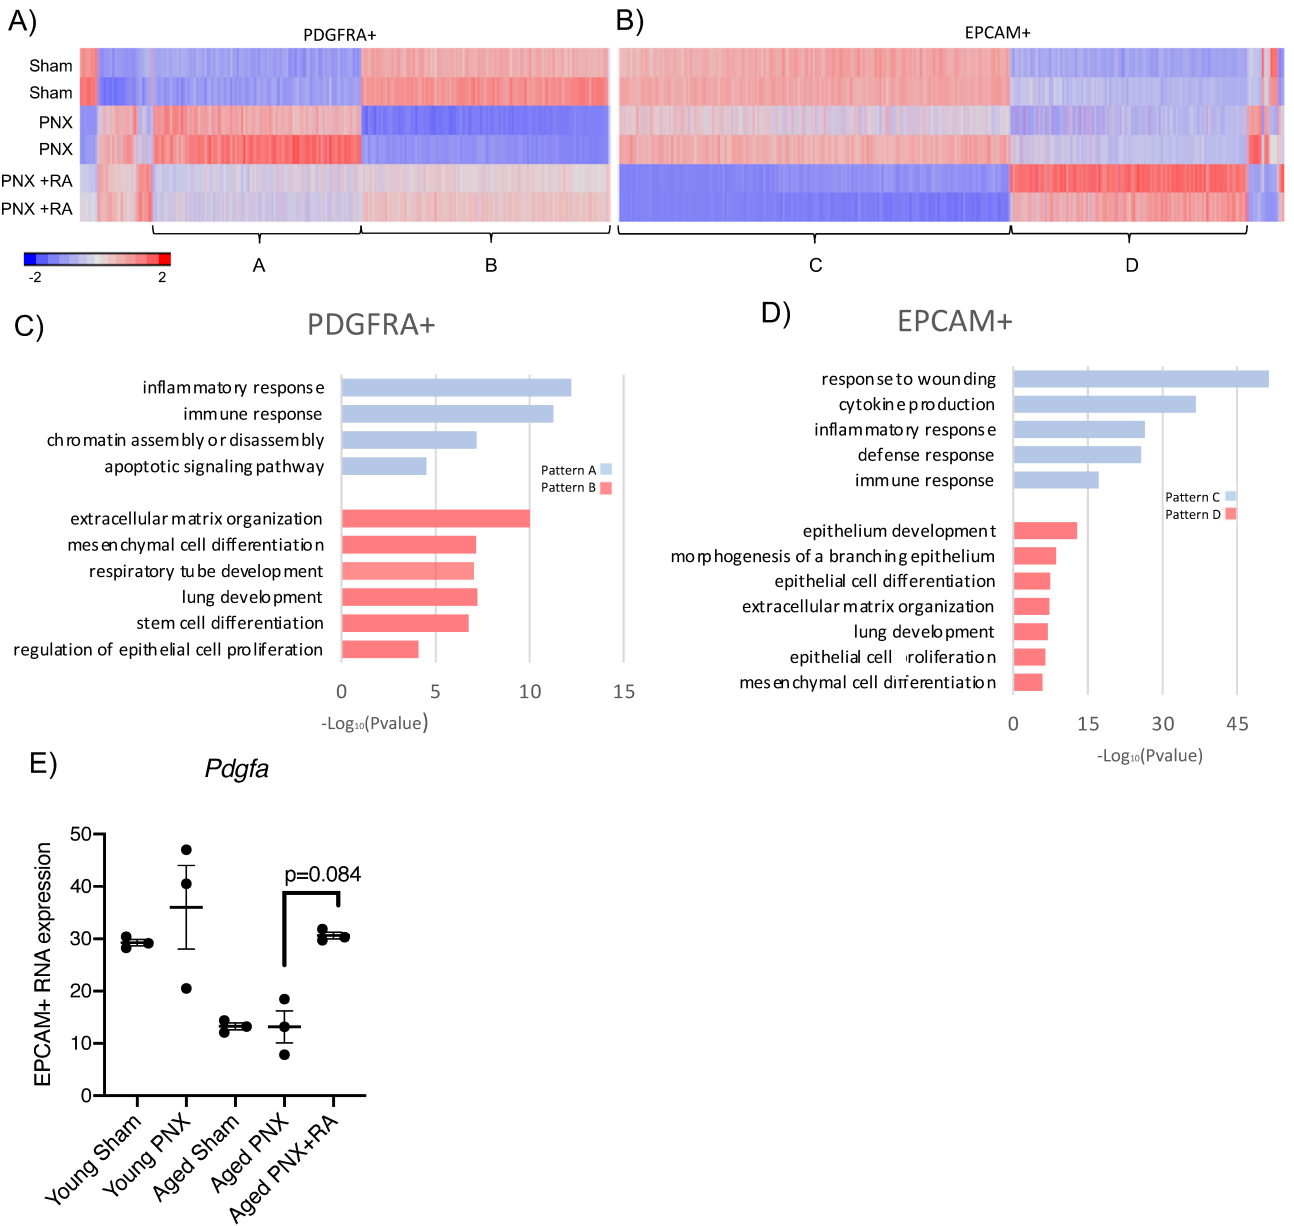 A)
PDGFRA+
B)
EPCAM+
Sham
Sham
PNX
PNX
PNX +RA
PNX +RA
A
B
C
D
-2
2
C)
PDGFRA+
inflammatory response
immune response
chromatin assembly or disassembly
apoptotic signaling pathway
Pattern A
Pattern B
extracellular matrix organization
mesenchymal cell differentiation
respiratory tube development
lung development
stem cell differentiation
regulation of epithelial cell proliferation
0 5 10 15
-Log10(Pvalue)
D)
EPCAM+
response to wounding
cytokine production
inflammatory response
defense response
immune response
Pattern C
Pattern D
epithelium development
morphogenesis of a branching epithelium
epithelial cell differentiation
extracellular matrix organization
lung development
epithelial cell roliferation
mesenchymal cell differentiation
0 15 30 45
-Log10(Pvalue)
E)
Pdgfa
EPCAM+ RNA expression
50
40
30
20
10
0
p=0.084
Young Sham
Young PNX
Aged Sham
Aged PNX
Aged PNX+RA